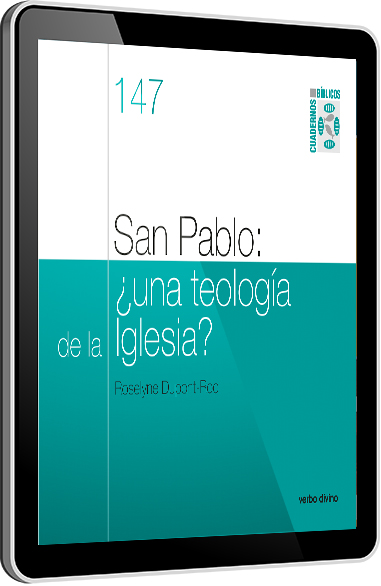 147
CUADERNOS
BÍBLICOS
San Pablo:
¿una teología
de la Iglesia?
Roselyne Dupont-Roc
verbo divino